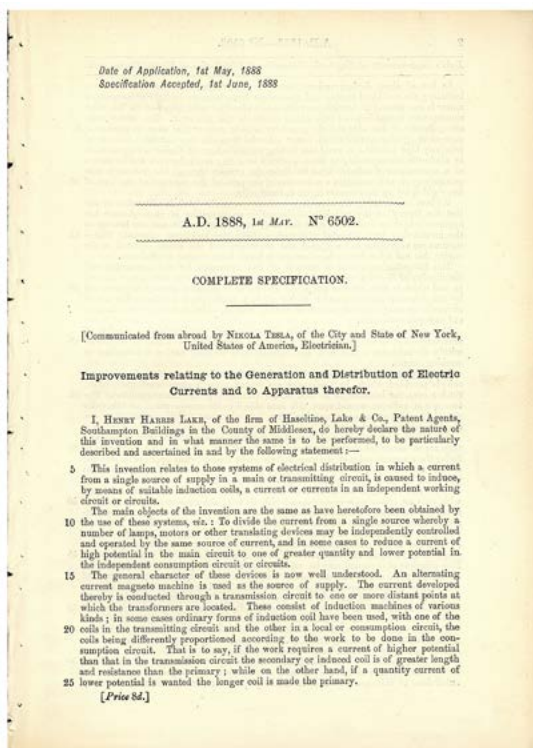 Date of Application, 1st May, 1888
Specification Accepted, 1st June, 1888
A.D. 1888, 1st MAY. N° 6502.
COMPLETE SPECIFICATION.
[Communicated from abroad by NIKOLA TESLA, of the City and State of New York,
United States of America, Electrician.]
Improvements relating to the Generation and Distribution of Electric
Currents and to Apparatus therefor.
I, HENRY HARRIS LAKE, of the firm of Haseltine, Lake & Co., Patent Agents,
Southampton Buildings in the County of Middlesex, do hereby declare the nature of
this invention and in what manner the same is to be performed, to be particularly
described and ascertained in and by the following statement :—
5 This invention relates to those systems of electrical distribution in which a current
from a single source of supply in a main or transmitting circuit, is caused to induce,
by means of suitable induction coils, a current or currents in an independent working
circuit or circuits.
The main objects of the invention are the same as have heretofore been obtained by
10 the use of these systems, viz. : To divide the current from a single source whereby a
number of lamps, motors or other translating devices may be independently controlled
and operated by the same source of current, and in some cases to reduce a current of
high potential in the main circuit to one of greater quantity and lower potential in
the independent consumption circuit or circuits.
15 The general character of these devices is now well understood. An alternating
current magneto machine is used as the source of supply. The current developed
thereby is conducted through a transmission circuit to one or more distant points at
which the transformers are located. These consist of induction machines of various
kinds ; in some cases ordinary forms of induction coil have been used, with one of the
20 coils in the transmitting circuit and the other in a local or consumption circuit, the
coils being differently proportioned according to the work to be done in the con-
sumption circuit. That is to say, if the work requires a current of higher potential
than that in the transmission circuit the secondary or induced coil is of greater length
and resistance than the primary ; while on the other hand, if a quantity current of
25 lower potential is wanted the longer coil is made the primary.
[Price 8d.]